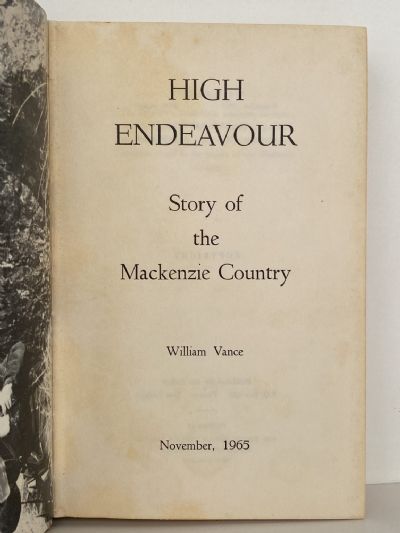 HIGH
ENDEAVOUR
Story of
the
Mackenzie Country
William Vance
November, 1965